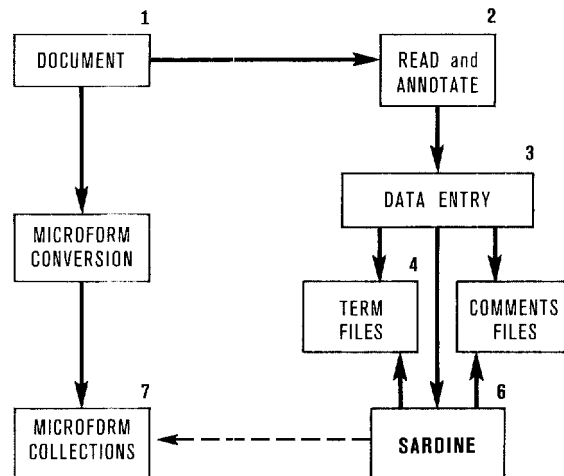 1
DOCUMENT
2
READ and
ANNOTATE
3
DATA ENTRY
MICROFORM
CONVERSION
4
TERM
FILES
COMMENTS
FILES
7
MICROFORM
COLLECTIONS
6
SARDINE